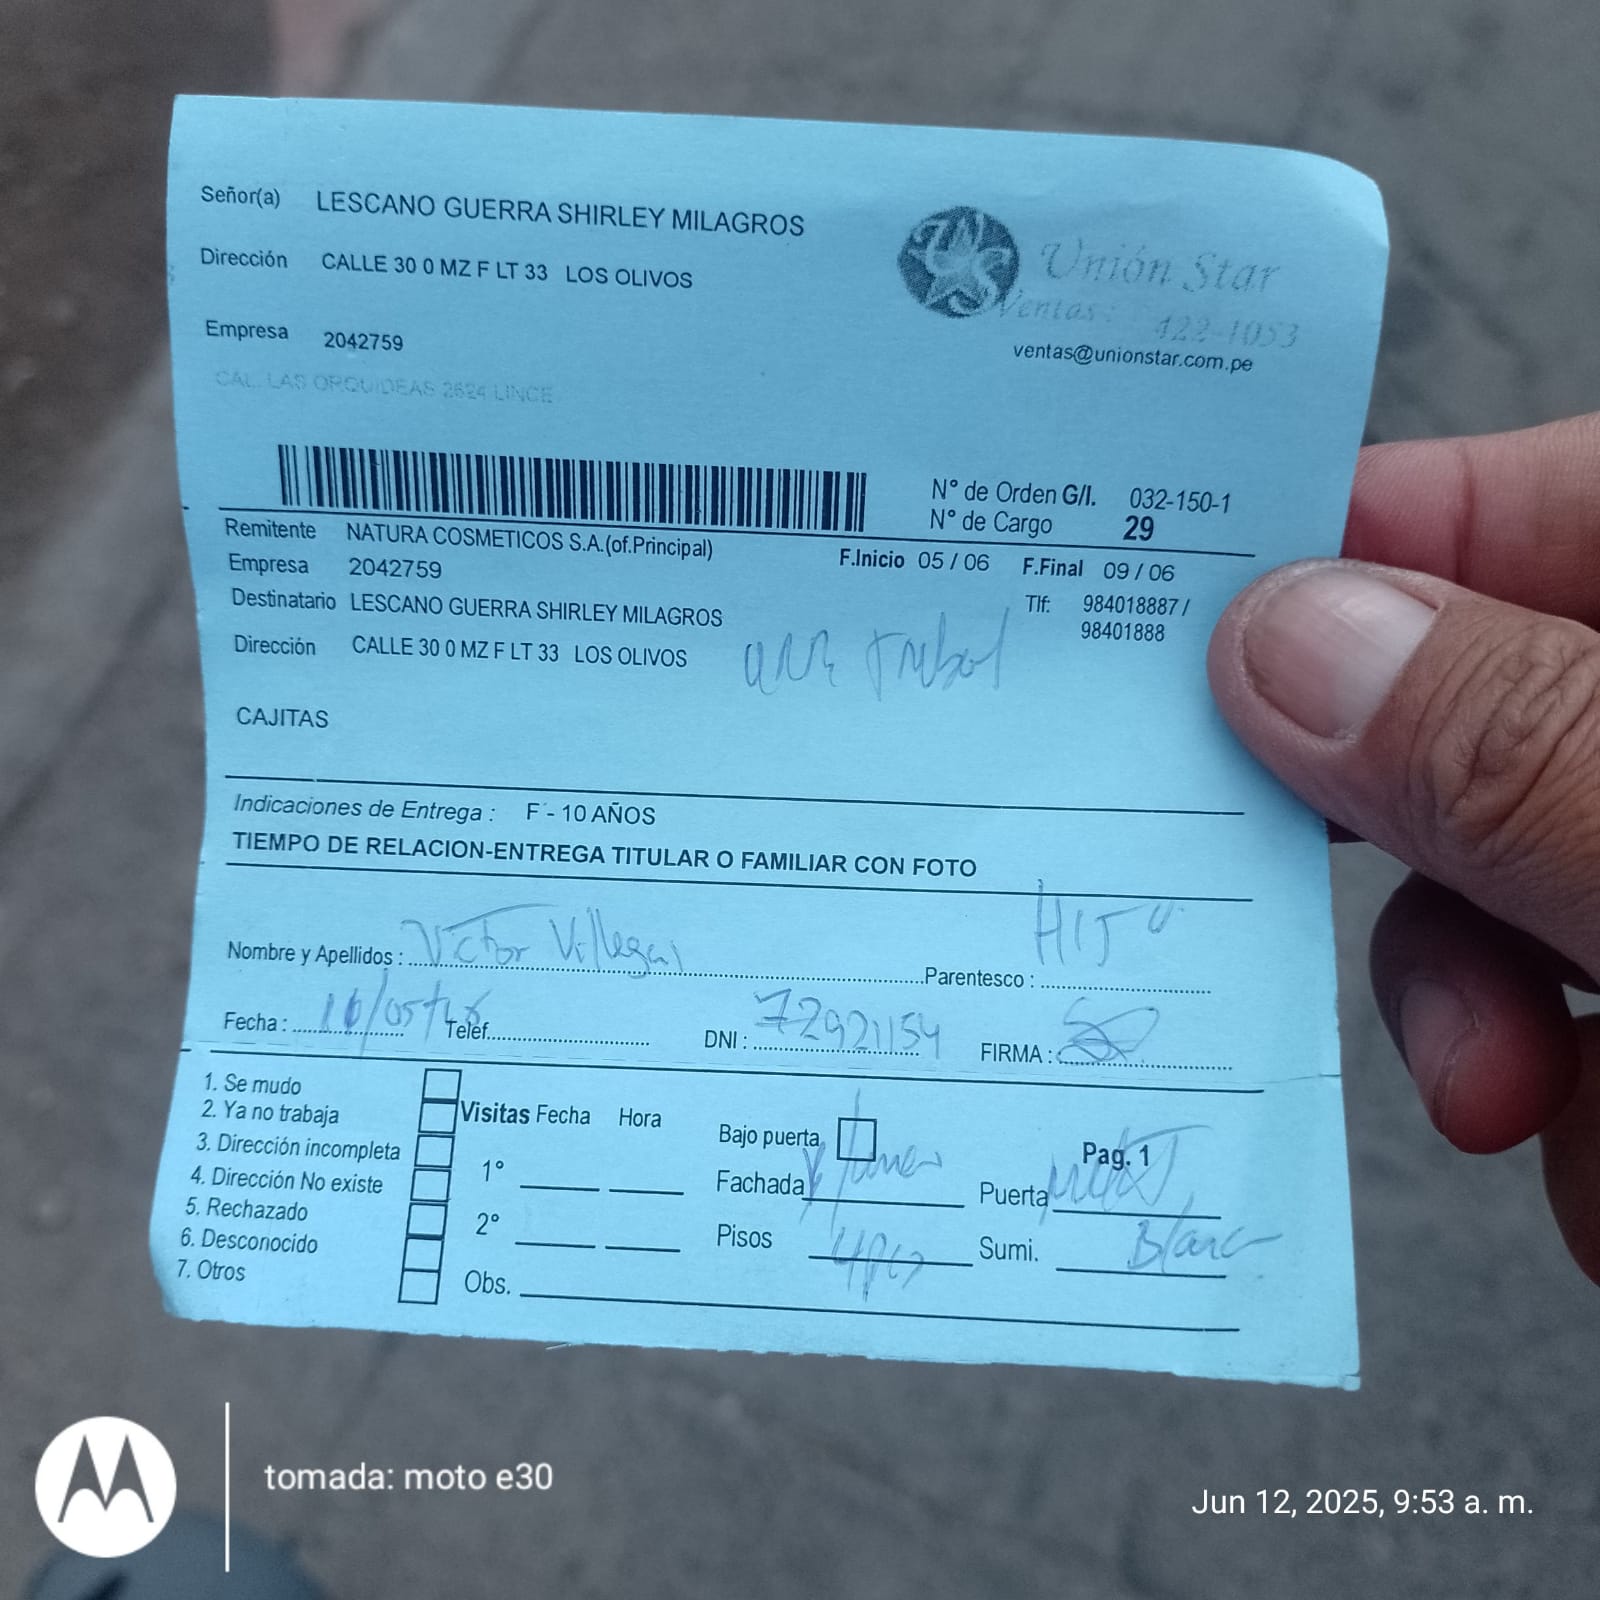 Señor(a) LESCANO GUERRA SHIRLEY MILAGROS
Dirección CALLE 30 0 MZ F LT 33 LOS OLIVOS
Unión Star
Ventas: 422-1053
ventas@unionstar.com.pe
Empresa 2042759
CAL. LAS ORQUIDEAS 2624 LINCE
N° de Orden G/I. 032-150-1
N° de Cargo 29
Remitente NATURA COSMETICOS S.A.(of.Principal)
F.Inicio 05 / 06 F.Final 09 / 06
Empresa 2042759
Tlf: 984018887 /
98401888
Destinatario LESCANO GUERRA SHIRLEY MILAGROS
Dirección CALLE 30 0 MZ F LT 33 LOS OLIVOS
CAJITAS
Indicaciones de Entrega : F - 10 AÑOS
TIEMPO DE RELACION-ENTREGA TITULAR O FAMILIAR CON FOTO
Nombre y Apellidos : Victor Villegas Parentesco : HIJO
Fecha : Telef. DNI : 72921154 FIRMA :
1. Se mudo
2. Ya no trabaja
3. Dirección incompleta
4. Dirección No existe
5. Rechazado
6. Desconocido
7. Otros
Visitas Fecha Hora
1°
2°
Obs.
Bajo puerta Pag. 1
Fachada Puerta
Pisos Sumi.
tomada: moto e30
Jun 12, 2025, 9:53 a. m.